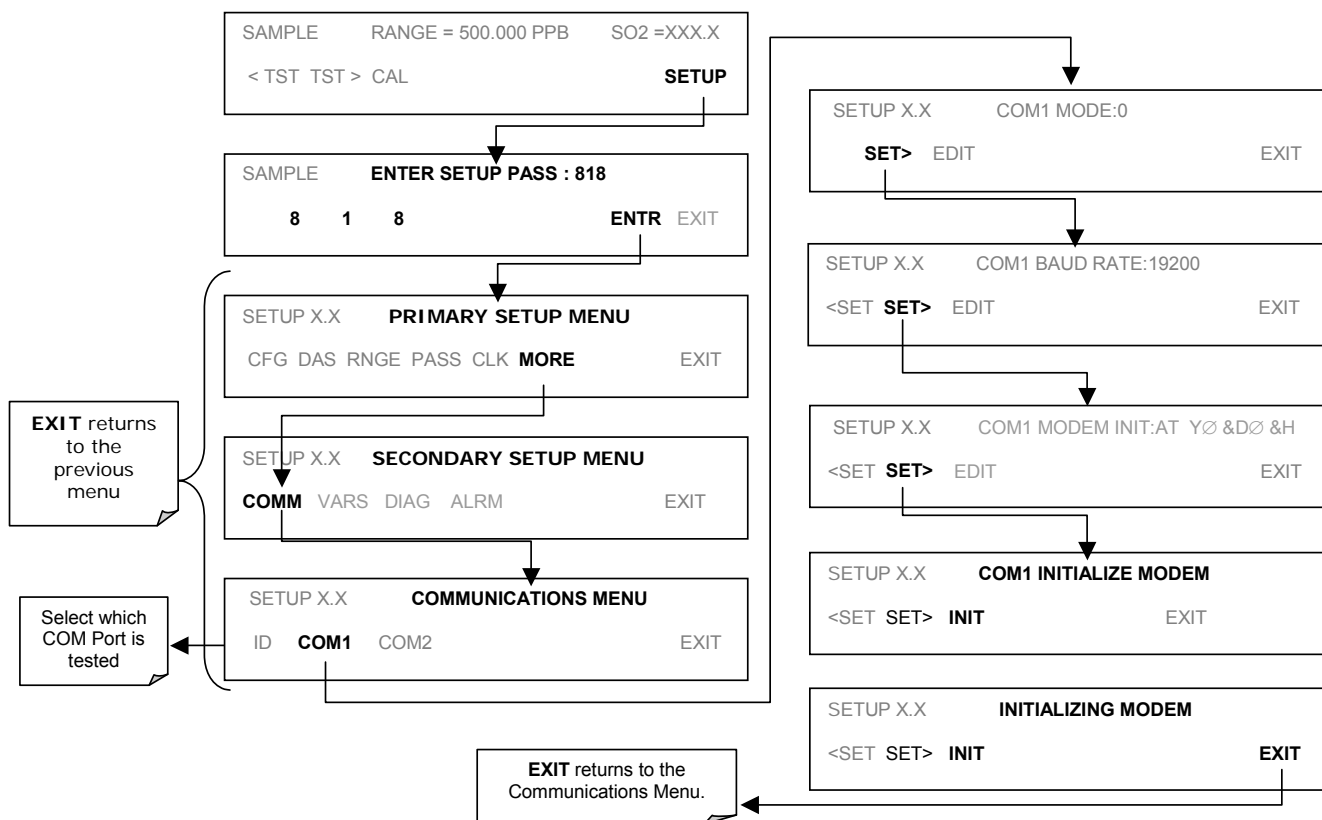 SAMPLE RANGE = 500.000 PPB SO2 =XXX.X
< TST TST > CAL SETUP
SAMPLE ENTER SETUP PASS : 818
8 1 8 ENTR EXIT
SETUP X.X PRIMARY SETUP MENU
CFG DAS RNGE PASS CLK MORE EXIT
EXIT returns
to the
previous
menu
SETUP X.X SECONDARY SETUP MENU
COMM VARS DIAG ALRM EXIT
Select which
COM Port is
tested
SETUP X.X COMMUNICATIONS MENU
ID COM1 COM2 EXIT
SETUP X.X COM1 MODE:0
SET> EDIT EXIT
SETUP X.X COM1 BAUD RATE:19200
<SET SET> EDIT EXIT
SETUP X.X COM1 MODEM INIT:AT Y∅ &D∅ &H
<SET SET> EDIT EXIT
SETUP X.X COM1 INITIALIZE MODEM
<SET SET> INIT EXIT
SETUP X.X INITIALIZING MODEM
<SET SET> INIT EXIT
EXIT returns to the
Communications Menu.